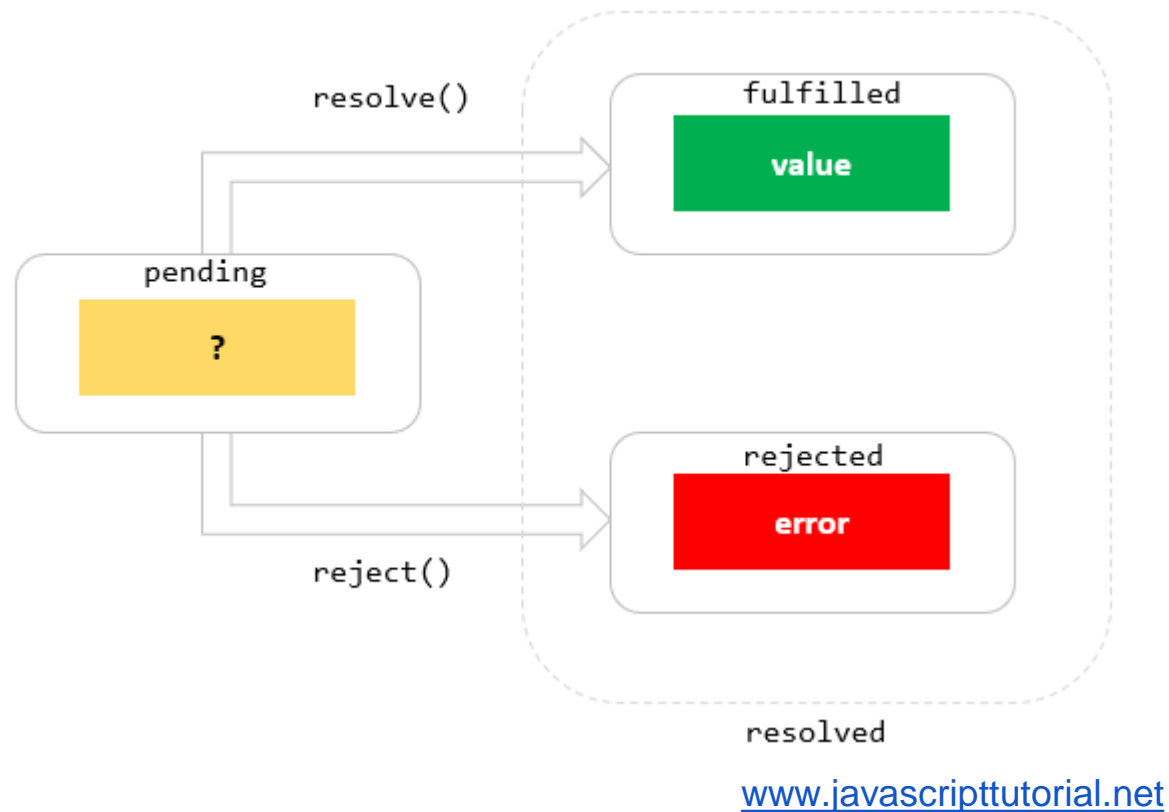 resolve()
fulfilled
value
pending
?
rejected
error
reject()
resolved
www.javascripttutorial.net